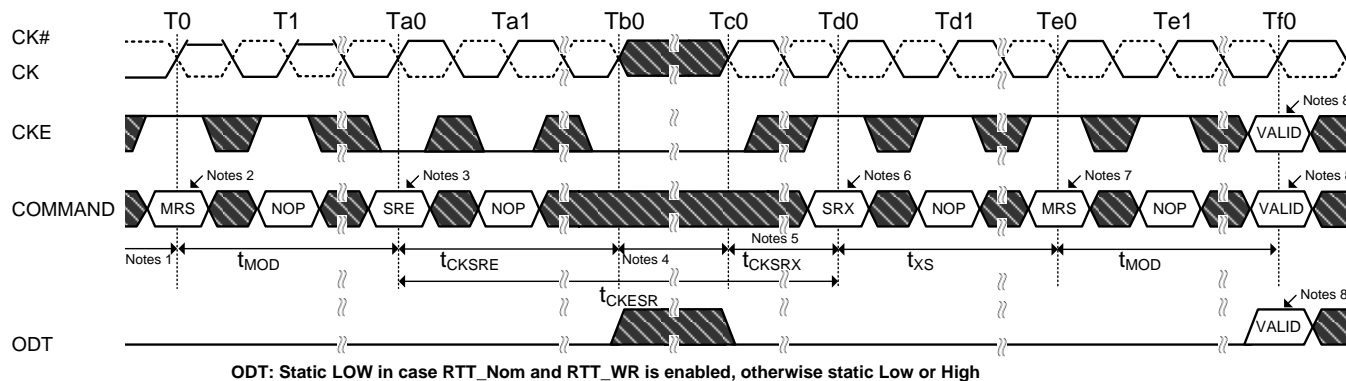 T0 T1 Ta0 Ta1 Tb0 Tc0 Td0 Td1 Te0 Te1 Tf0
CK#
CK
Notes 8
CKE VALID
Notes 2 Notes 3 Notes 6 Notes 7 Notes 8
COMMAND MRS NOP SRE NOP SRX NOP MRS NOP VALID
Notes 1 tMOD tCKSRE Notes 4 Notes 5 tCKSRX tXS tMOD
tCKESR
Notes 8
ODT VALID
ODT: Static LOW in case RTT_Nom and RTT_WR is enabled, otherwise static Low or High